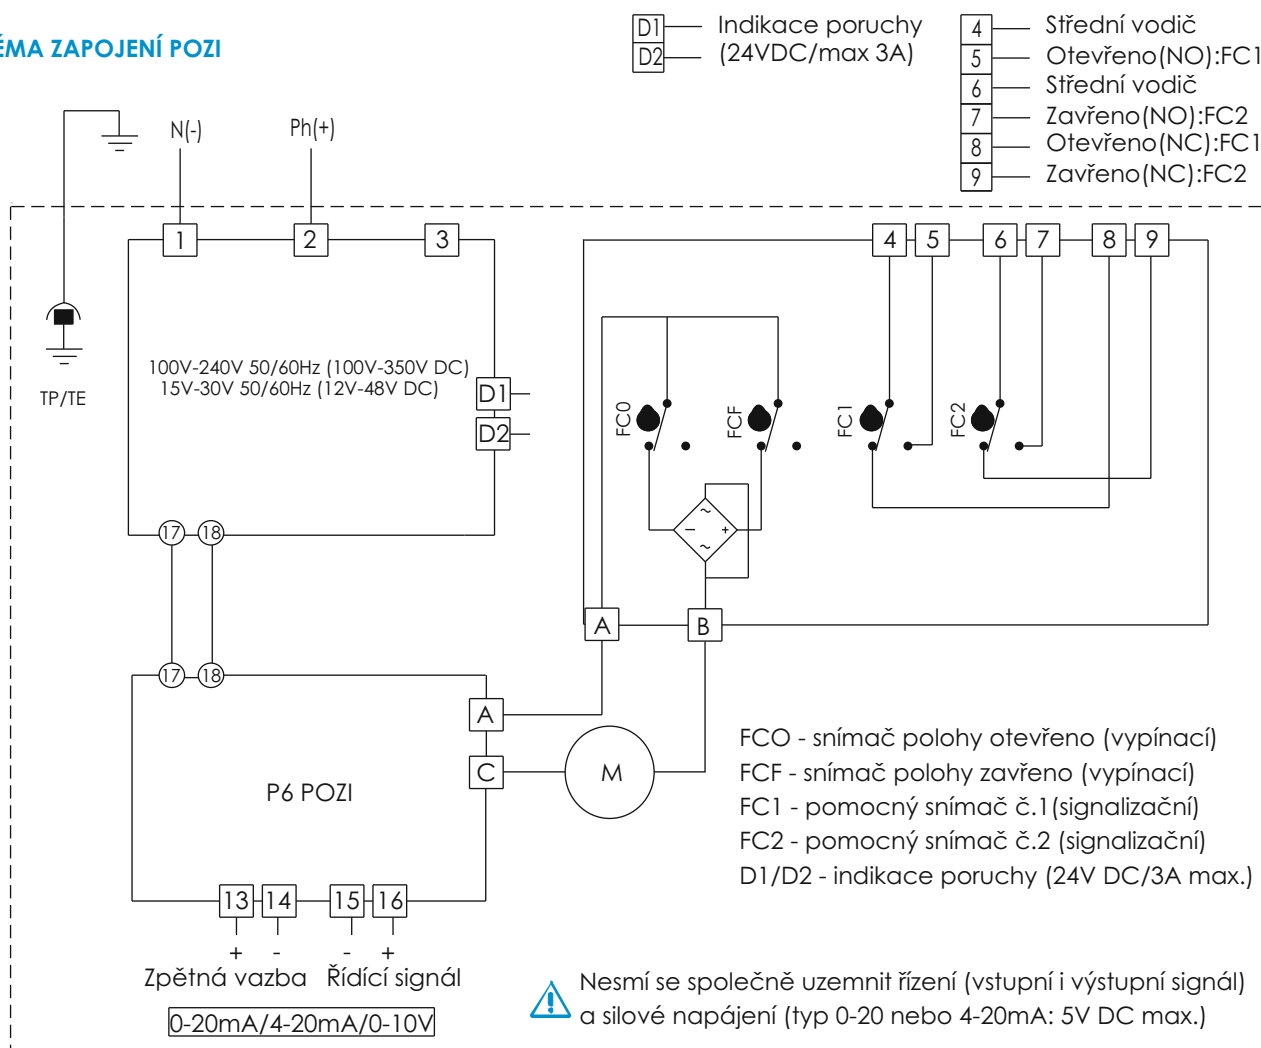 ÉMA ZAPOJENÍ POZI
D1 Indikace poruchy
D2 (24VDC/max 3A)
4 Střední vodič
5 Otevřeno(NO):FC1
6 Střední vodič
7 Zavřeno(NO):FC2
8 Otevřeno(NC):FC1
9 Zavřeno(NC):FC2
N(-)
Ph(+)
1 2 3
4 5 6 7 8 9
TP/TE
100V-240V 50/60Hz (100V-350V DC)
15V-30V 50/60Hz (12V-48V DC)
D1
D2
FC0
FCF
FC1
FC2
~
- +
~
17 18
A B
17 18
A
C
M
P6 POZI
FCO - snímač polohy otevřeno (vypínací)
FCF - snímač polohy zavřeno (vypínací)
FC1 - pomocný snímač č.1(signalizační)
FC2 - pomocný snímač č.2 (signalizační)
D1/D2 - indikace poruchy (24V DC/3A max.)
13 14 15 16
+ - - +
Zpětná vazba Řídící signál
0-20mA/4-20mA/0-10V
Nesmí se společně uzemnit řízení (vstupní i výstupní signál)
a silové napájení (typ 0-20 nebo 4-20mA: 5V DC max.)